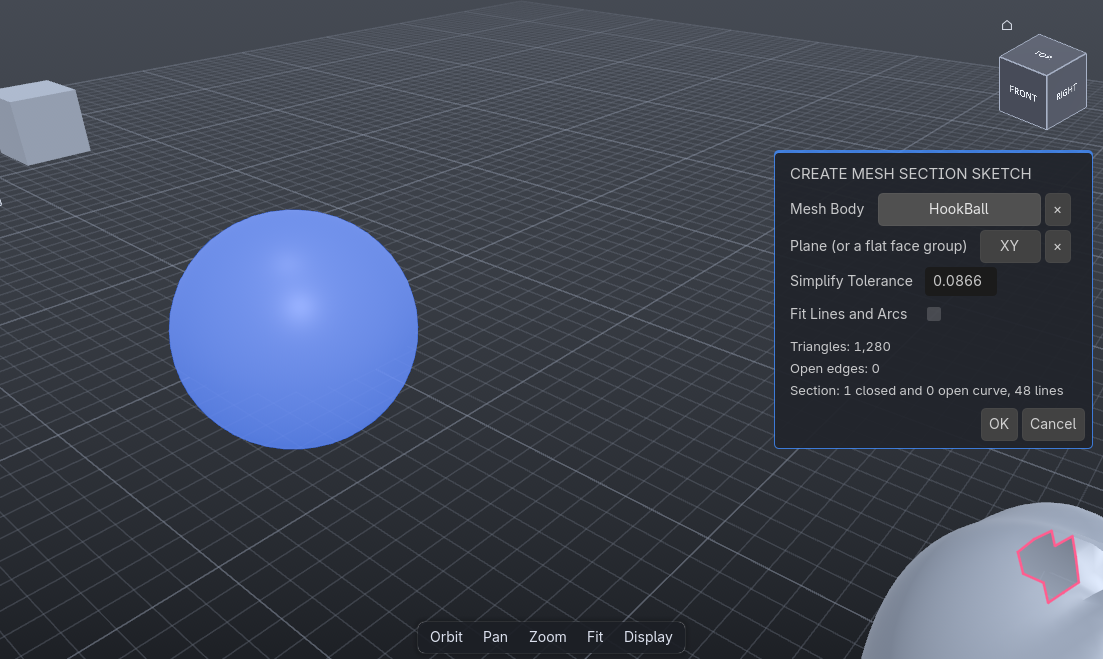 TOP
FRONT
RIGHT
CREATE MESH SECTION SKETCH
Mesh Body HookBall ×
Plane (or a flat face group) XY ×
Simplify Tolerance 0.0866
Fit Lines and Arcs
Triangles: 1,280
Open edges: 0
Section: 1 closed and 0 open curve, 48 lines
OK Cancel
Orbit Pan Zoom Fit Display